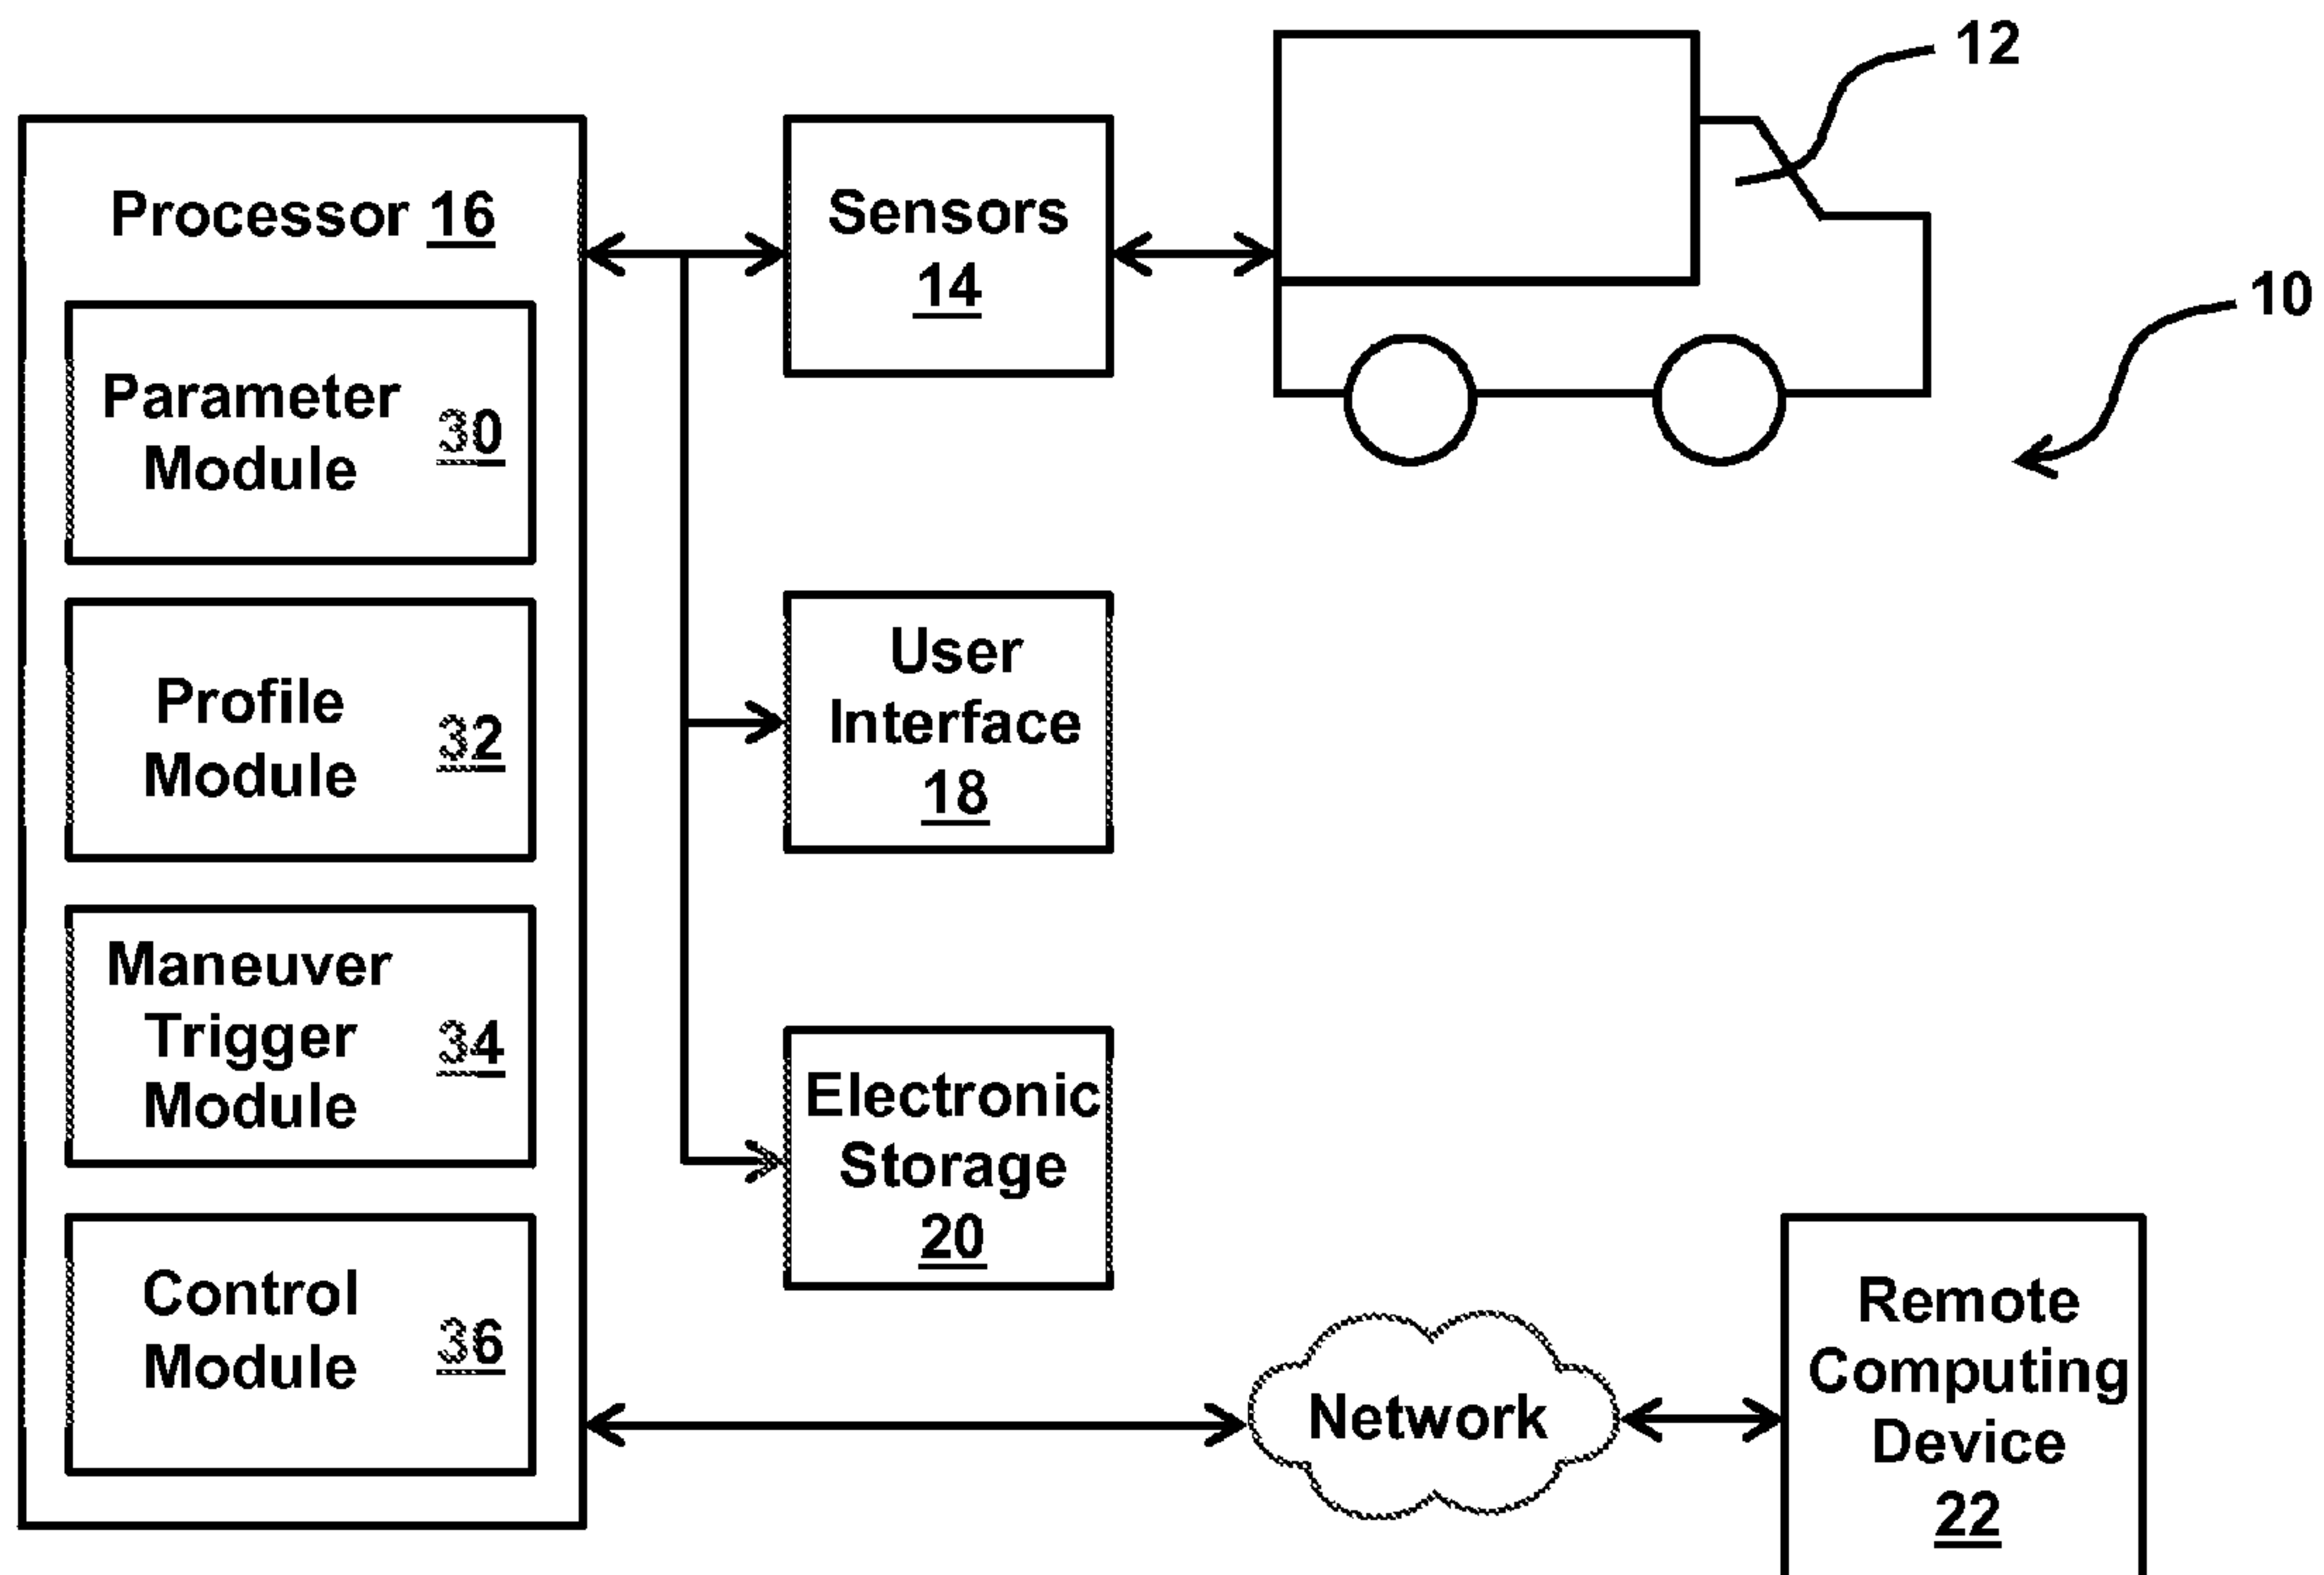 12
10
Processor 16
Parameter
Module
30
Profile
Module
32
Maneuver
Trigger
Module
34
Control
Module
36
Sensors
14
User
Interface
18
Electronic
Storage
20
Network
Remote
Computing
Device
22